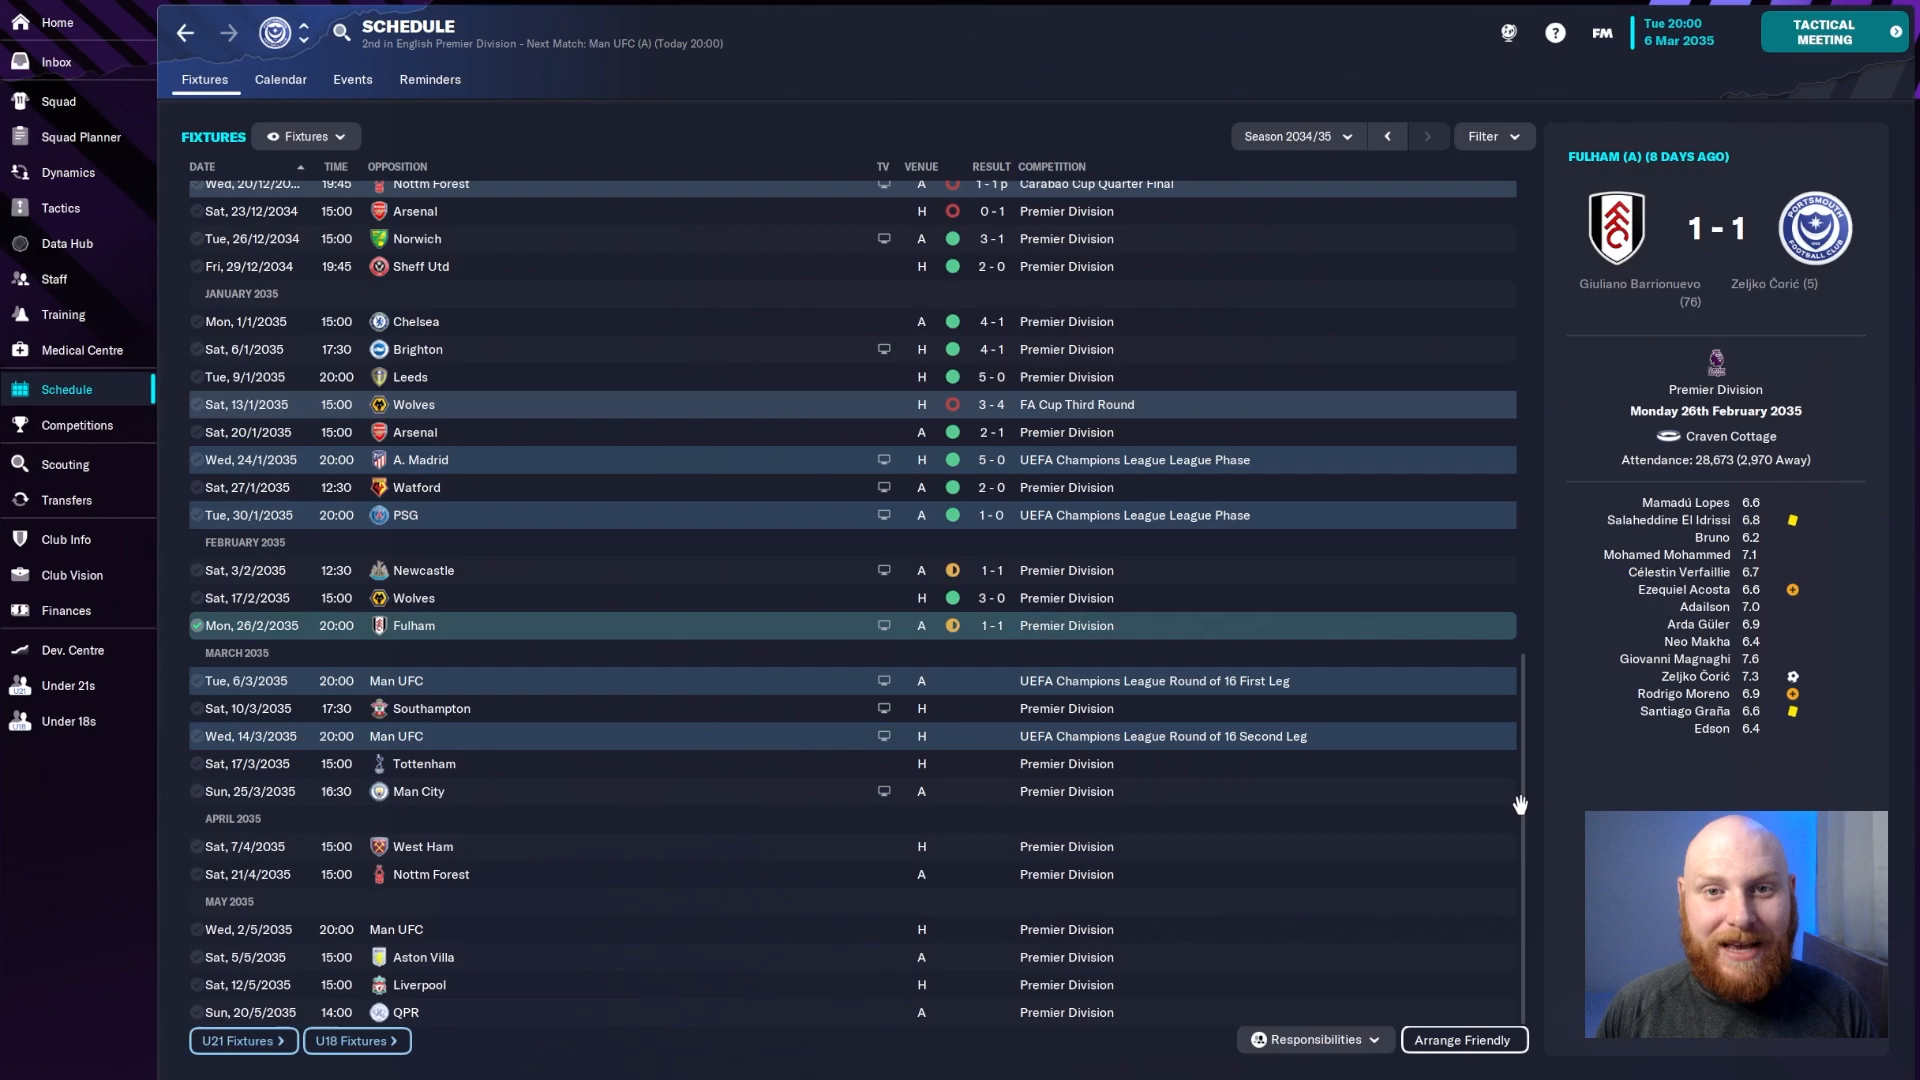 Home
Inbox
Squad
Squad Planner
Dynamics
Tactics
Data Hub
Staff
Training
Medical Centre
Schedule
Competitions
Scouting
Transfers
Club Info
Club Vision
Finances
Dev. Centre
Under 21s
Under 18s
SCHEDULE
2nd in English Premier Division - Next Match: Man UFC (A) (Today 20:00)
FM
Tue 20:00
6 Mar 2035
TACTICAL
MEETING
Fixtures Calendar Events Reminders
FIXTURES Fixtures Season 2034/35 Filter
DATE TIME OPPOSITION TV VENUE RESULT COMPETITION
Wed, 20/12/20... 19:45 Nottm Forest A 1 - 1 p Carabao Cup Quarter Final
Sat, 23/12/2034 15:00 Arsenal H 0 - 1 Premier Division
Tue, 26/12/2034 15:00 Norwich A 3 - 1 Premier Division
Fri, 29/12/2034 19:45 Sheff Utd H 2 - 0 Premier Division
JANUARY 2035
Mon, 1/1/2035 15:00 Chelsea A 4 - 1 Premier Division
Sat, 6/1/2035 17:30 Brighton H 4 - 1 Premier Division
Tue, 9/1/2035 20:00 Leeds H 5 - 0 Premier Division
Sat, 13/1/2035 15:00 Wolves H 3 - 4 FA Cup Third Round
Sat, 20/1/2035 15:00 Arsenal A 2 - 1 Premier Division
Wed, 24/1/2035 20:00 A. Madrid H 5 - 0 UEFA Champions League League Phase
Sat, 27/1/2035 12:30 Watford A 2 - 0 Premier Division
Tue, 30/1/2035 20:00 PSG A 1 - 0 UEFA Champions League League Phase
FEBRUARY 2035
Sat, 3/2/2035 12:30 Newcastle A 1 - 1 Premier Division
Sat, 17/2/2035 15:00 Wolves H 3 - 0 Premier Division
Mon, 26/2/2035 20:00 Fulham A 1 - 1 Premier Division
MARCH 2035
Tue, 6/3/2035 20:00 Man UFC A UEFA Champions League Round of 16 First Leg
Sat, 10/3/2035 17:30 Southampton H Premier Division
Wed, 14/3/2035 20:00 Man UFC H UEFA Champions League Round of 16 Second Leg
Sat, 17/3/2035 15:00 Tottenham H Premier Division
Sun, 25/3/2035 16:30 Man City A Premier Division
APRIL 2035
Sat, 7/4/2035 15:00 West Ham H Premier Division
Sat, 21/4/2035 15:00 Nottm Forest A Premier Division
MAY 2035
Wed, 2/5/2035 20:00 Man UFC H Premier Division
Sat, 5/5/2035 15:00 Aston Villa A Premier Division
Sat, 12/5/2035 15:00 Liverpool H Premier Division
Sun, 20/5/2035 14:00 QPR A Premier Division
U21 Fixtures U18 Fixtures Responsibilities Arrange Friendly
FULHAM (A) (8 DAYS AGO)
1 - 1
PORTSMOUTH
FOOTBALL CLUB
Giuliano Barrionuevo (76)
Zeljko Čorić (5)
Premier Division
Monday 26th February 2035
Craven Cottage
Attendance: 28,673 (2,970 Away)
Mamadú Lopes 6.6
Salaheddine El Idrissi 6.8
Bruno 6.2
Mohamed Mohammed 7.1
Célestin Verfaillie 6.7
Ezequiel Acosta 6.6
Adailson 7.0
Arda Güler 6.9
Neo Makha 6.4
Giovanni Magnaghi 7.6
Zeljko Čorić 7.3
Rodrigo Moreno 6.9
Santiago Graña 6.6
Edson 6.4